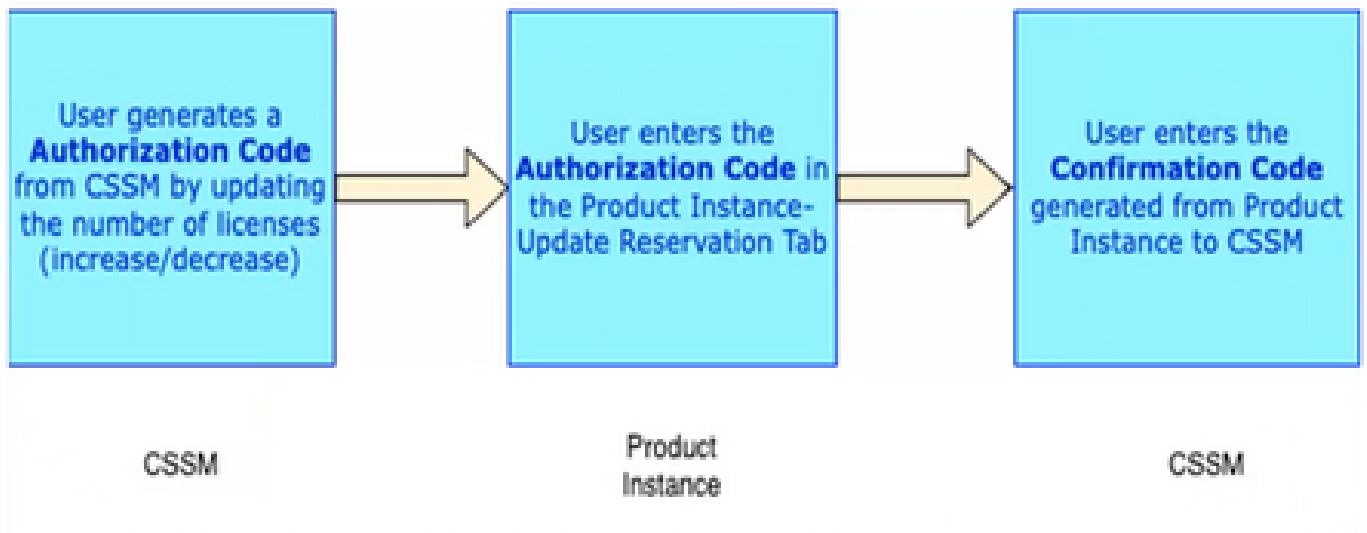 User generates a
Authorization Code
from CSSM by updating
the number of licenses
(increase/decrease)
User enters the
Authorization Code in
the Product Instance-
Update Reservation Tab
User enters the
Confirmation Code
generated from Product
Instance to CSSM
CSSM
Product
Instance
CSSM